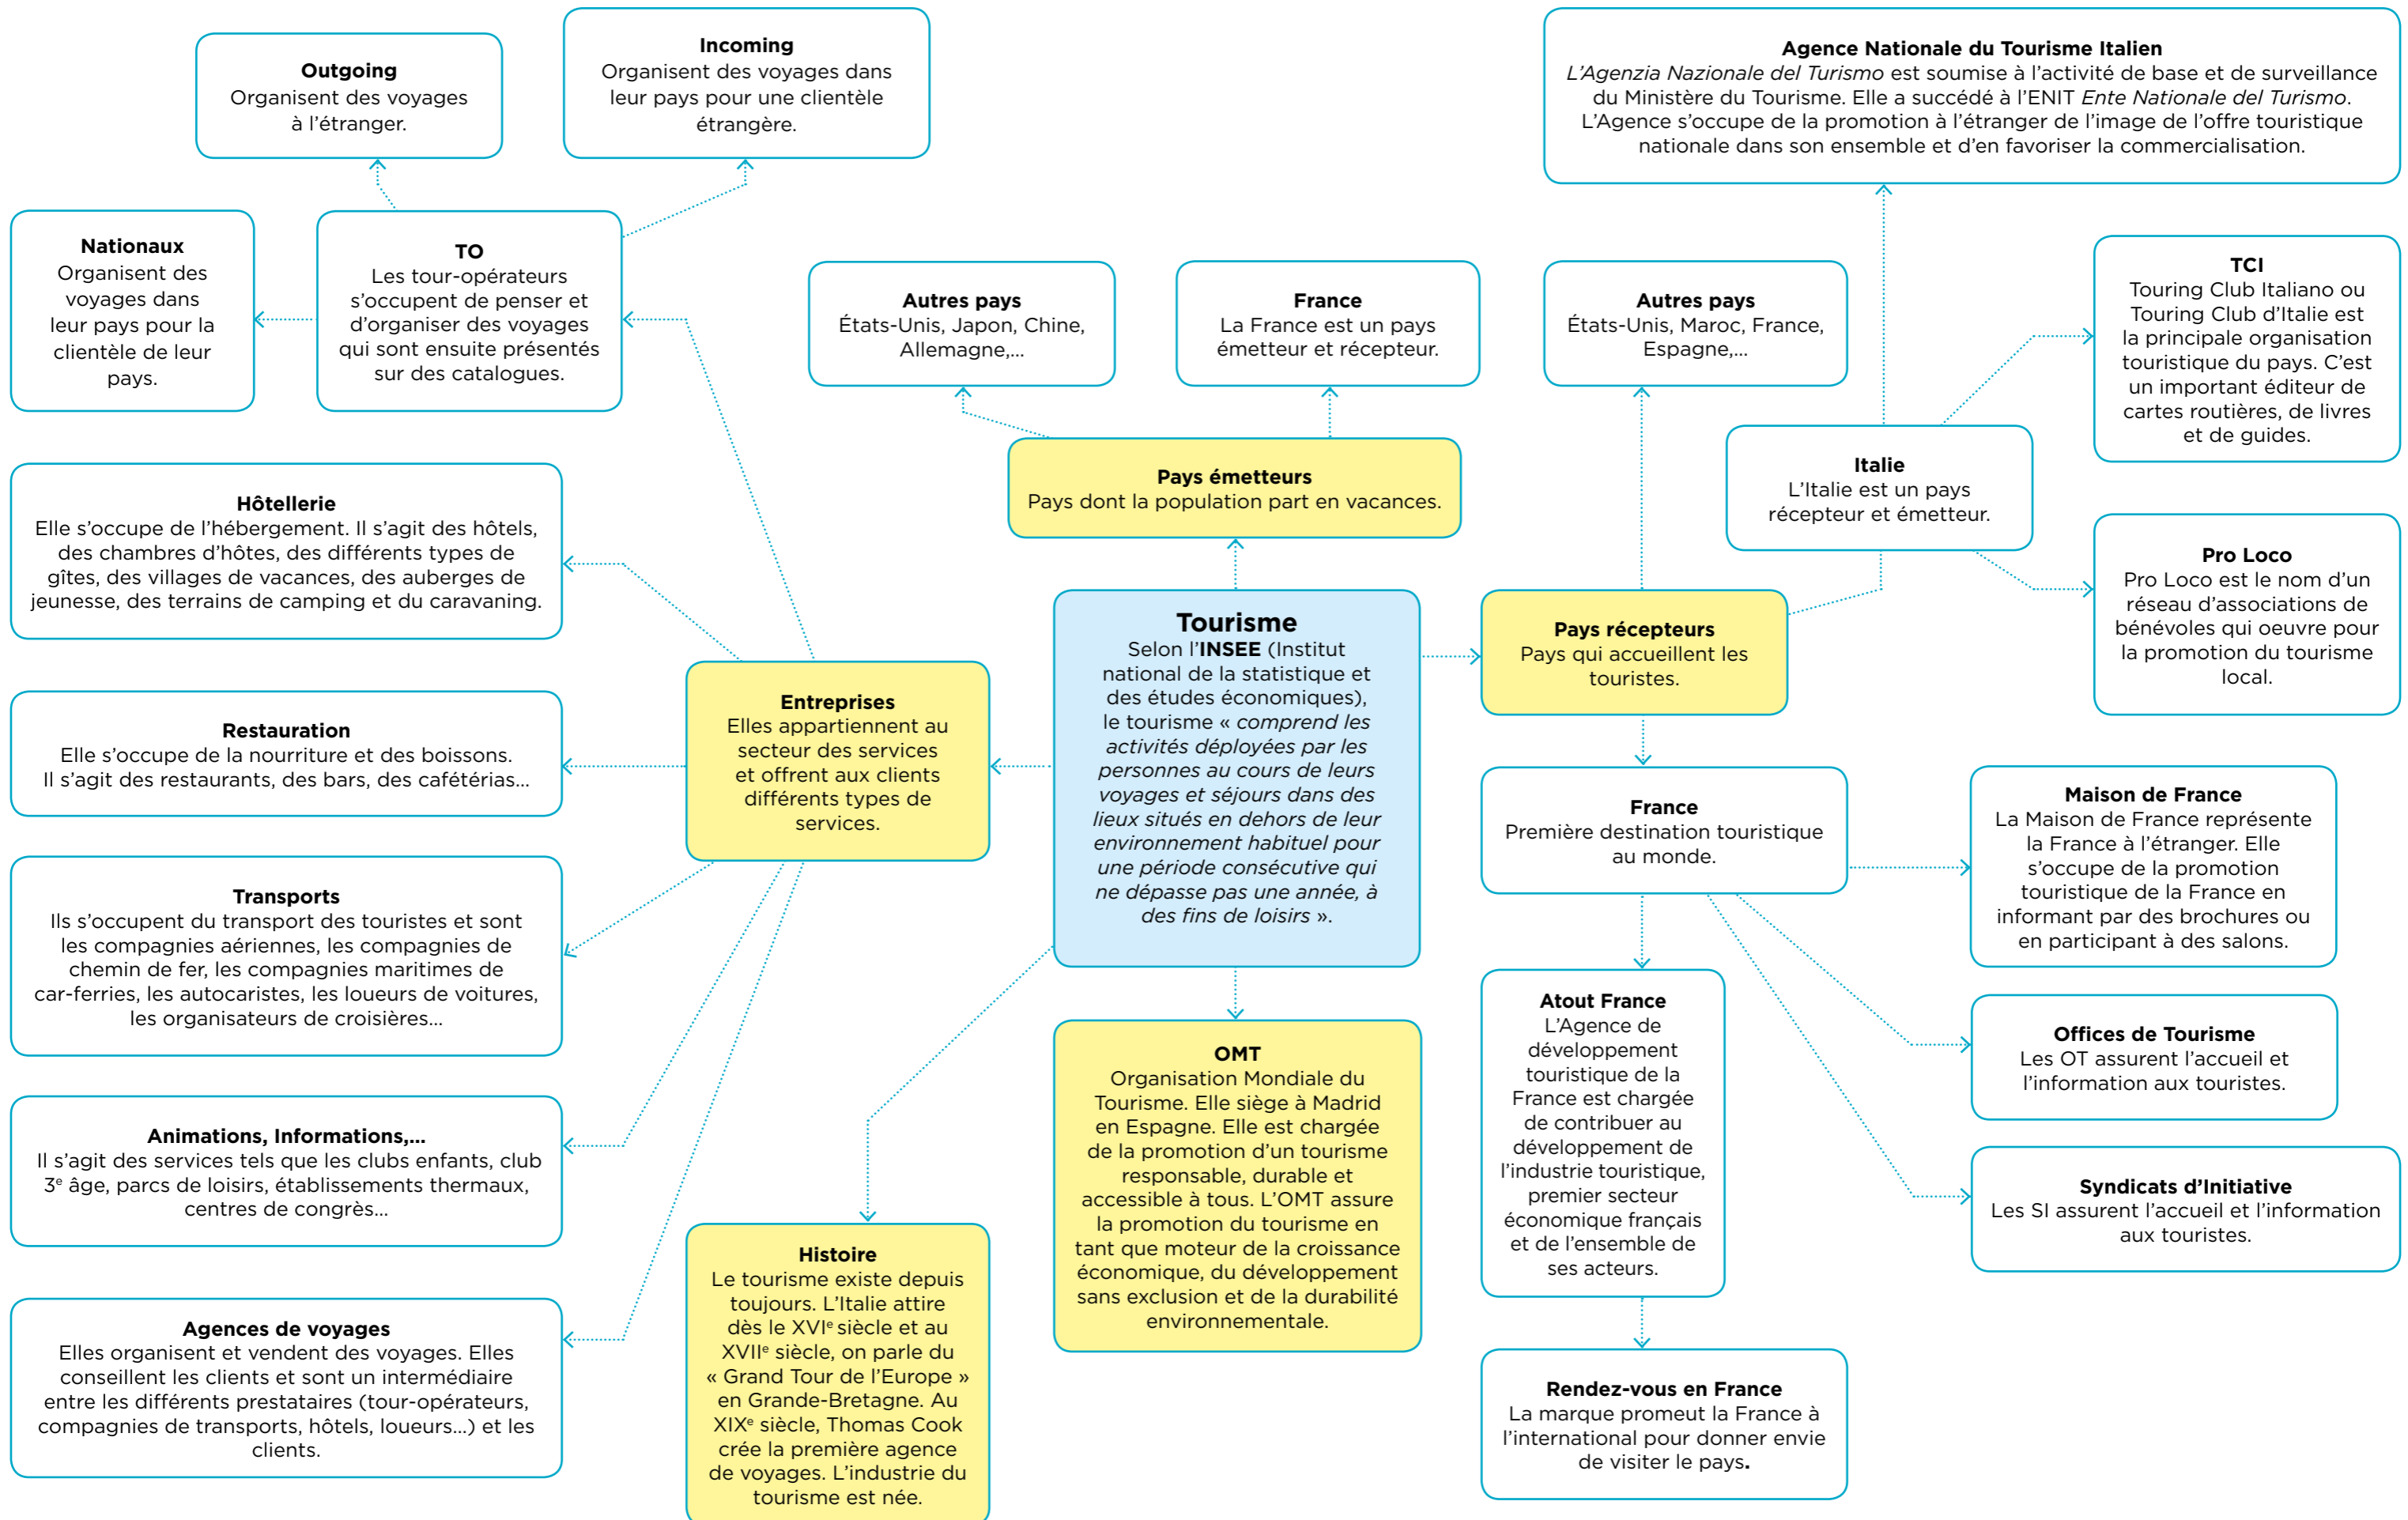 Outgoing
Organisent des voyages
à l’étranger.
Incoming
Organisent des voyages dans
leur pays pour une clientèle
étrangère.
Agence Nationale du Tourisme Italien
L’Agenzia Nazionale del Turismo est soumise à l’activité de base et de surveillance
du Ministère du Tourisme. Elle a succédé à l’ENIT Ente Nationale del Turismo.
L’Agence s’occupe de la promotion à l’étranger de l’image de l’offre touristique
nationale dans son ensemble et d’en favoriser la commercialisation.
Nationaux
Organisent des
voyages dans
leur pays pour la
clientèle de leur
pays.
TO
Les tour-opérateurs
s’occupent de penser et
d’organiser des voyages
qui sont ensuite présentés
sur des catalogues.
Autres pays
États-Unis, Japon, Chine,
Allemagne,...
France
La France est un pays
émetteur et récepteur.
Autres pays
États-Unis, Maroc, France,
Espagne,...
TCI
Touring Club Italiano ou
Touring Club d’Italie est
la principale organisation
touristique du pays. C’est
un important éditeur de
cartes routières, de livres
et de guides.
Pays émetteurs
Pays dont la population part en vacances.
Italie
L’Italie est un pays
récepteur et émetteur.
Hôtellerie
Elle s’occupe de l’hébergement. Il s’agit des hôtels,
des chambres d’hôtes, des différents types de
gîtes, des villages de vacances, des auberges de
jeunesse, des terrains de camping et du caravaning.
Pro Loco
Pro Loco est le nom d’un
réseau d’associations de
bénévoles qui oeuvre pour
la promotion du tourisme
local.
Tourisme
Selon l’INSEE (Institut
national de la statistique et
des études économiques),
le tourisme « comprend les
activités déployées par les
personnes au cours de leurs
voyages et séjours dans des
lieux situés en dehors de leur
environnement habituel pour
une période consécutive qui
ne dépasse pas une année, à
des fins de loisirs ».
Pays récepteurs
Pays qui accueillent les
touristes.
Entreprises
Elles appartiennent au
secteur des services
et offrent aux clients
différents types de
services.
Restauration
Elle s’occupe de la nourriture et des boissons.
Il s’agit des restaurants, des bars, des cafétérias...
France
Première destination touristique
au monde.
Maison de France
La Maison de France représente
la France à l’étranger. Elle
s’occupe de la promotion
touristique de la France en
informant par des brochures ou
en participant à des salons.
Transports
Ils s’occupent du transport des touristes et sont
les compagnies aériennes, les compagnies de
chemin de fer, les compagnies maritimes de
car-ferries, les autocaristes, les loueurs de voitures,
les organisateurs de croisières...
Atout France
L’Agence de
développement
touristique de la
France est chargée
de contribuer au
développement de
l’industrie touristique,
premier secteur
économique français
et de l’ensemble de
ses acteurs.
Offices de Tourisme
Les OT assurent l’accueil et
l’information aux touristes.
OMT
Organisation Mondiale du
Tourisme. Elle siège à Madrid
en Espagne. Elle est chargée
de la promotion d’un tourisme
responsable, durable et
accessible à tous. L’OMT assure
la promotion du tourisme en
tant que moteur de la croissance
économique, du développement
sans exclusion et de la durabilité
environnementale.
Animations, Informations,...
Il s’agit des services tels que les clubs enfants, club
3e âge, parcs de loisirs, établissements thermaux,
centres de congrès...
Syndicats d’Initiative
Les SI assurent l’accueil et l’information
aux touristes.
Histoire
Le tourisme existe depuis
toujours. L’Italie attire
dès le XVIe siècle et au
XVIIe siècle, on parle du
« Grand Tour de l’Europe »
en Grande-Bretagne. Au
XIXe siècle, Thomas Cook
crée la première agence
de voyages. L’industrie du
tourisme est née.
Agences de voyages
Elles organisent et vendent des voyages. Elles
conseillent les clients et sont un intermédiaire
entre les différents prestataires (tour-opérateurs,
compagnies de transports, hôtels, loueurs...) et les
clients.
Rendez-vous en France
La marque promeut la France à
l’international pour donner envie
de visiter le pays.